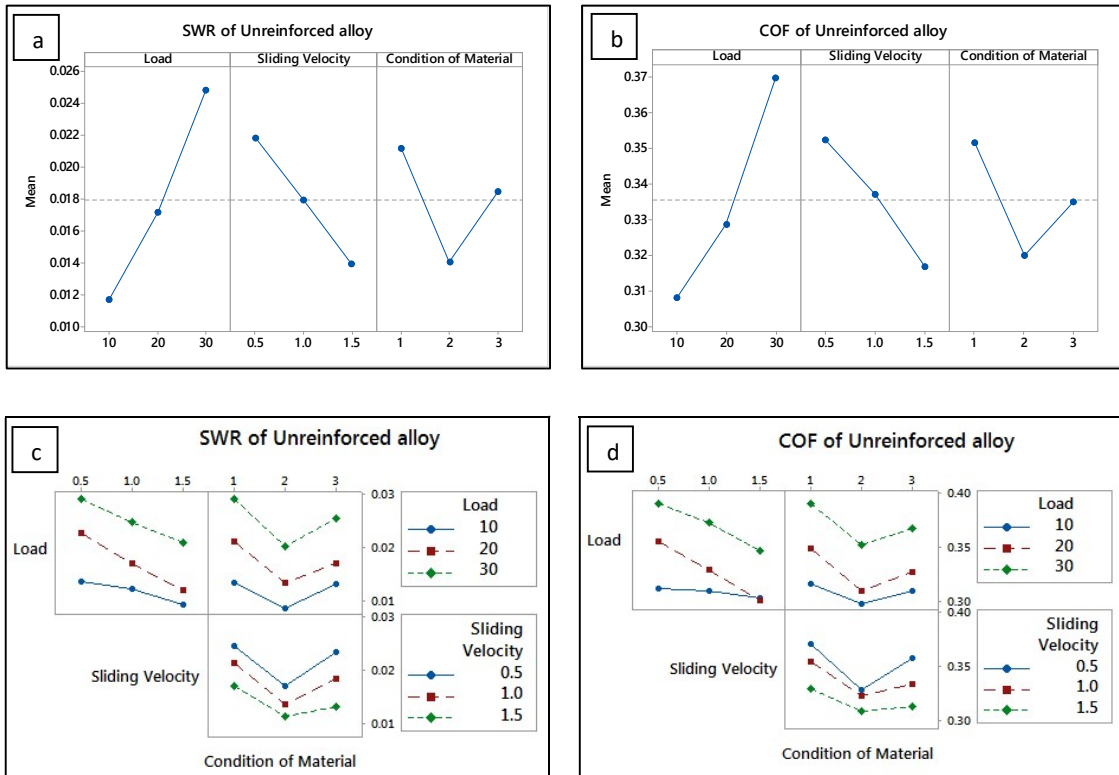 a
SWR of Unreinforced alloy
Load
Sliding Velocity
Condition of Material
Mean
0.026
0.024
0.022
0.020
0.018
0.016
0.014
0.012
0.010
10 20 30 0.5 1.0 1.5 1 2 3
b
COF of Unreinforced alloy
Load
Sliding Velocity
Condition of Material
Mean
0.37
0.36
0.35
0.34
0.33
0.32
0.31
0.30
10 20 30 0.5 1.0 1.5 1 2 3
c
SWR of Unreinforced alloy
0.5 1.0 1.5 1 2 3
Load
0.03
0.02
0.01
Load
10
20
30
Sliding Velocity
0.03
0.02
0.01
Sliding
Velocity
0.5
1.0
1.5
Condition of Material
d
COF of Unreinforced alloy
0.5 1.0 1.5 1 2 3
Load
0.40
0.35
0.30
Load
10
20
30
Sliding Velocity
0.40
0.35
0.30
Sliding
Velocity
0.5
1.0
1.5
Condition of Material